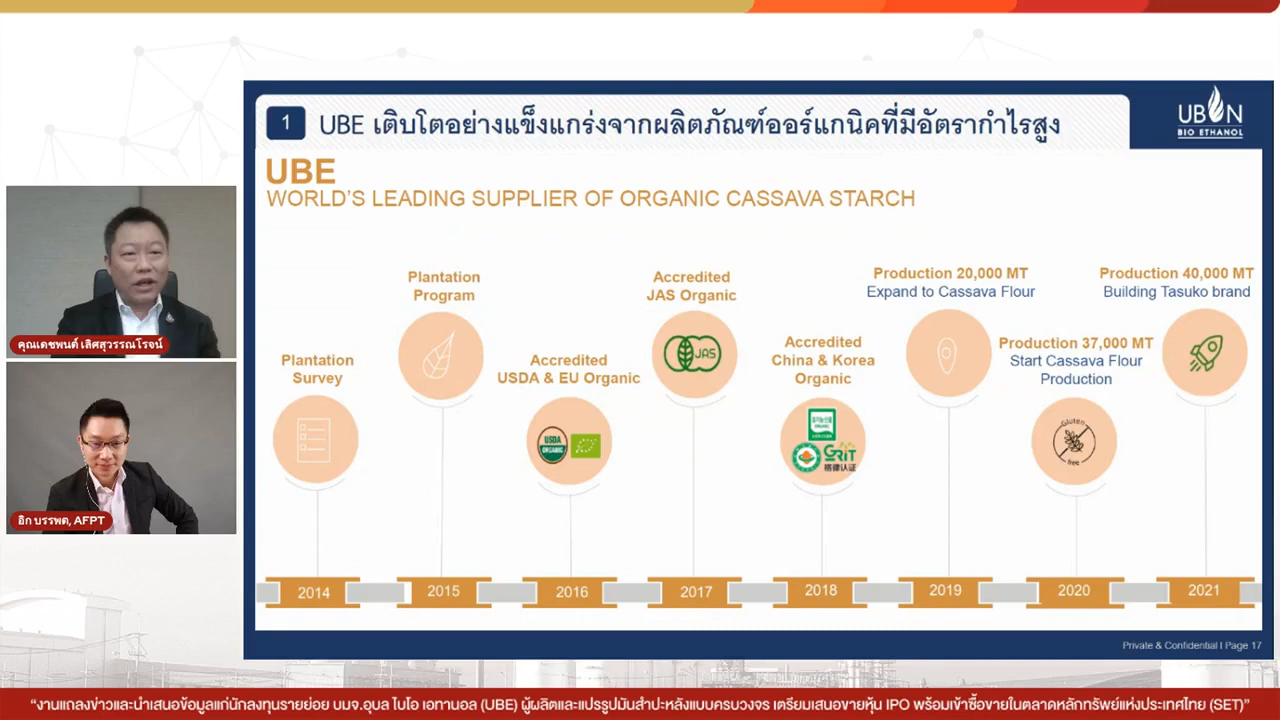 1
UBE เติบโตอย่างแข็งแกร่งจากผลิตภัณฑ์ออร์แกนิคที่มีอัตรากำไรสูง
UBON
BIO ETHANOL
UBE
WORLD'S LEADING SUPPLIER OF ORGANIC CASSAVA STARCH
Plantation
Survey
Plantation
Program
Accredited
USDA & EU Organic
USDA
ORGANIC
Accredited
JAS Organic
JAS
Accredited
China & Korea
Organic
ORGANIC
GRiT
格律认证
Production 20,000 MT
Expand to Cassava Flour
Production 37,000 MT
Start Cassava Flour
Production
Gluten
free
Production 40,000 MT
Building Tasuko brand
2014
2015
2016
2017
2018
2019
2020
2021
คุณเดชพนต์ เลิศสุวรรณโรจน์
อิก บรรพต, AFPT
Private & Confidential I Page 17
“งานแถลงข่าวและนำเสนอข้อมูลแก่นักลงทุนรายย่อย บมจ.อุบล ไบโอ เอทานอล (UBE) ผู้ผลิตและแปรรูปมันสำปะหลังแบบครบวงจร เตรียมเสนอขายหุ้น IPO พร้อมเข้าซื้อขายในตลาดหลักทรัพย์แห่งประเทศไทย (SET)”